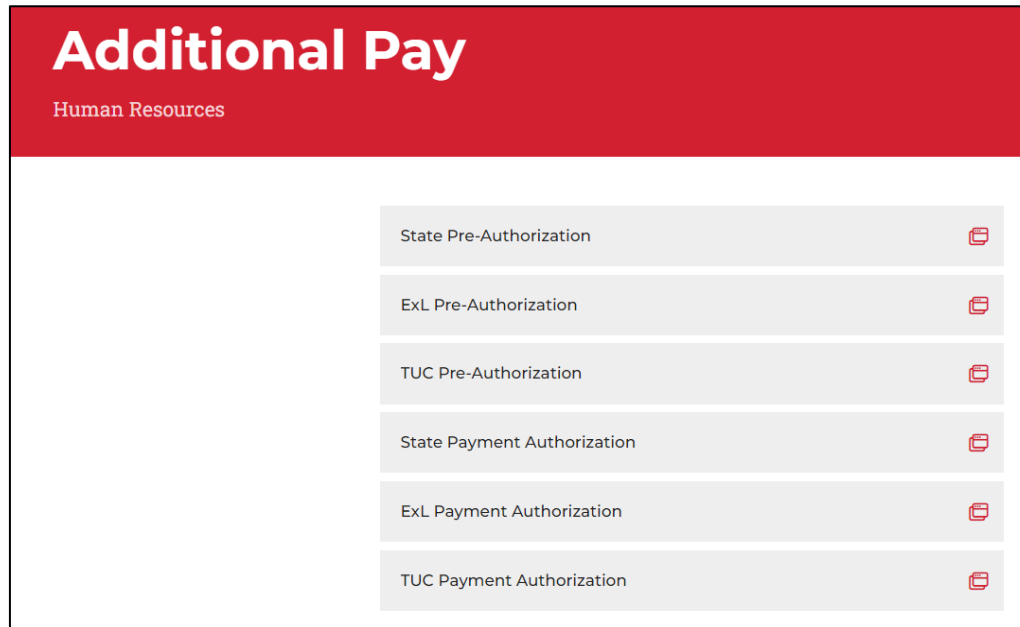 Additional Pay
Human Resources
State Pre-Authorization
ExL Pre-Authorization
TUC Pre-Authorization
State Payment Authorization
ExL Payment Authorization
TUC Payment Authorization